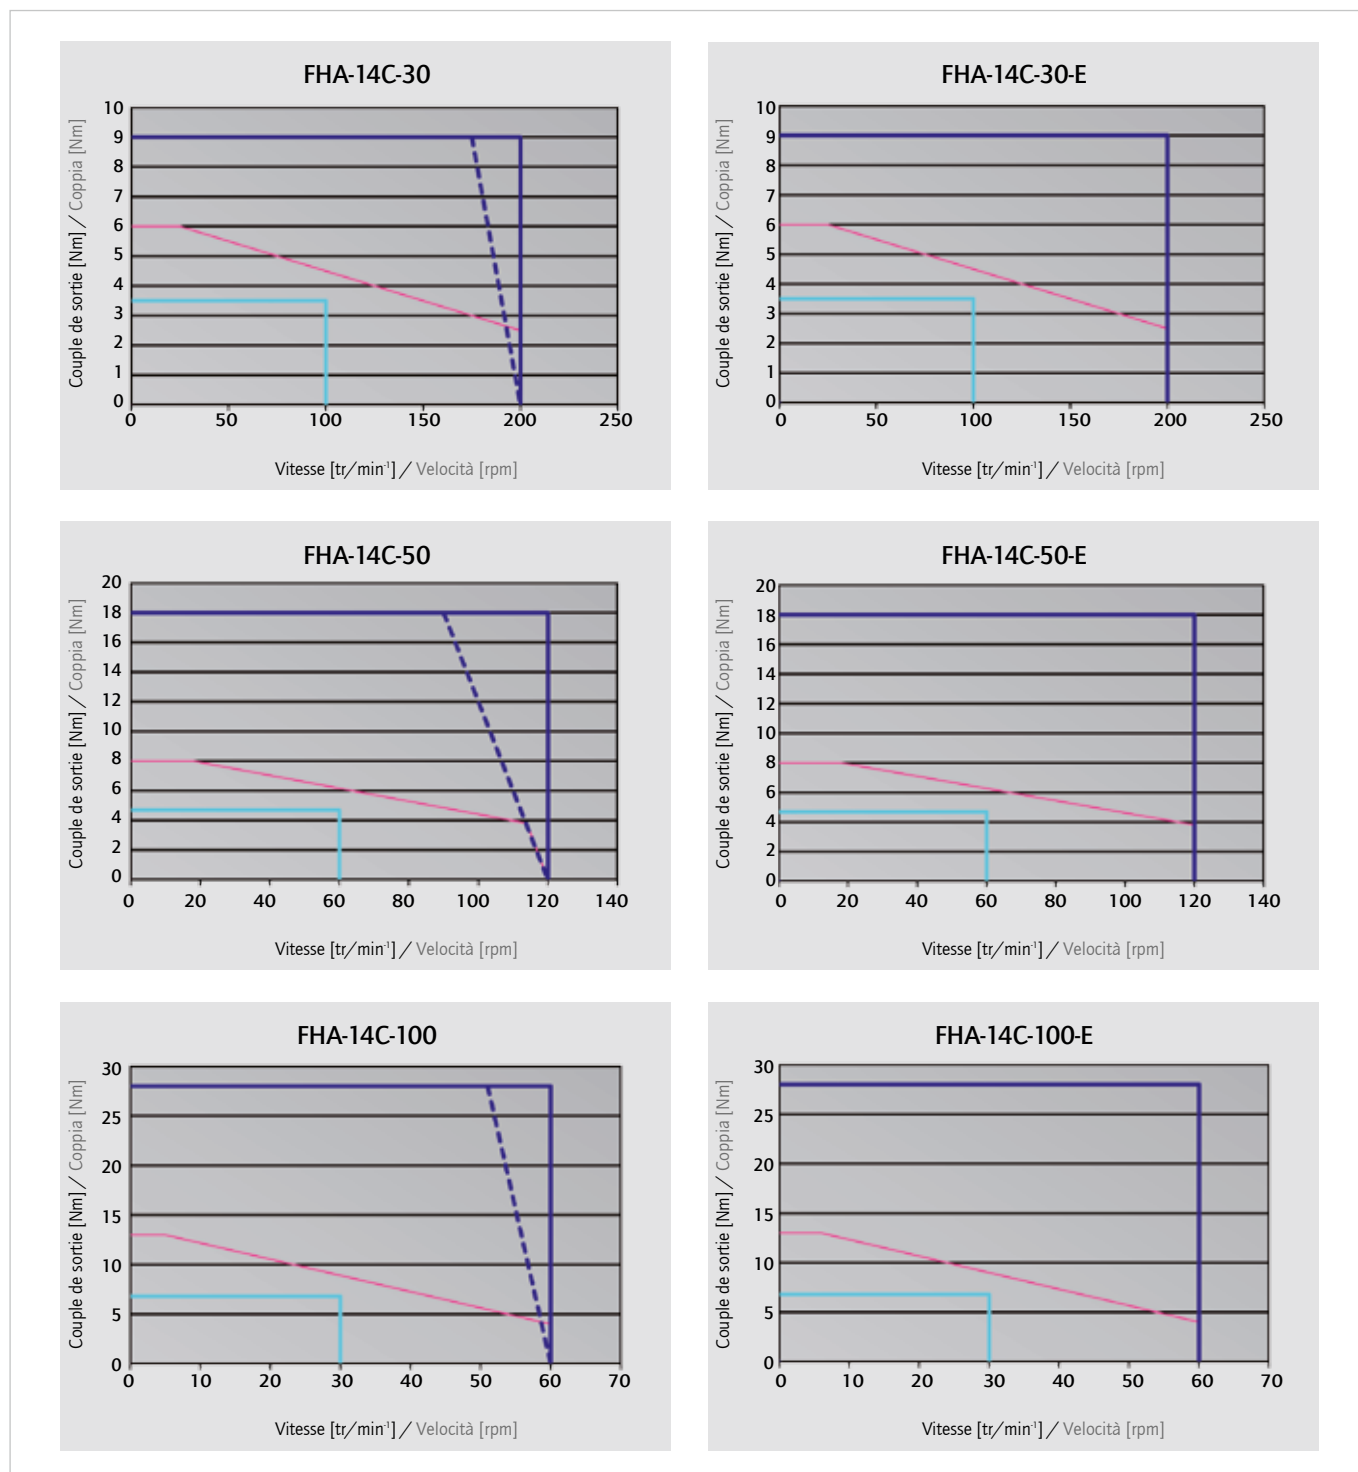 FHA-14C-30
Couple de sortie [Nm] / Coppia [Nm]
10
9
8
7
6
5
4
3
2
1
0
0 50 100 150 200 250
Vitesse [tr/min⁻¹] / Velocità [rpm]
FHA-14C-30-E
Couple de sortie [Nm] / Coppia [Nm]
10
9
8
7
6
5
4
3
2
1
0
0 50 100 150 200 250
Vitesse [tr/min⁻¹] / Velocità [rpm]
FHA-14C-50
Couple de sortie [Nm] / Coppia [Nm]
20
18
16
14
12
10
8
6
4
2
0
0 20 40 60 80 100 120 140
Vitesse [tr/min⁻¹] / Velocità [rpm]
FHA-14C-50-E
Couple de sortie [Nm] / Coppia [Nm]
20
18
16
14
12
10
8
6
4
2
0
0 20 40 60 80 100 120 140
Vitesse [tr/min⁻¹] / Velocità [rpm]
FHA-14C-100
Couple de sortie [Nm] / Coppia [Nm]
30
25
20
15
10
5
0
0 10 20 30 40 50 60 70
Vitesse [tr/min⁻¹] / Velocità [rpm]
FHA-14C-100-E
Couple de sortie [Nm] / Coppia [Nm]
30
25
20
15
10
5
0
0 10 20 30 40 50 60 70
Vitesse [tr/min⁻¹] / Velocità [rpm]